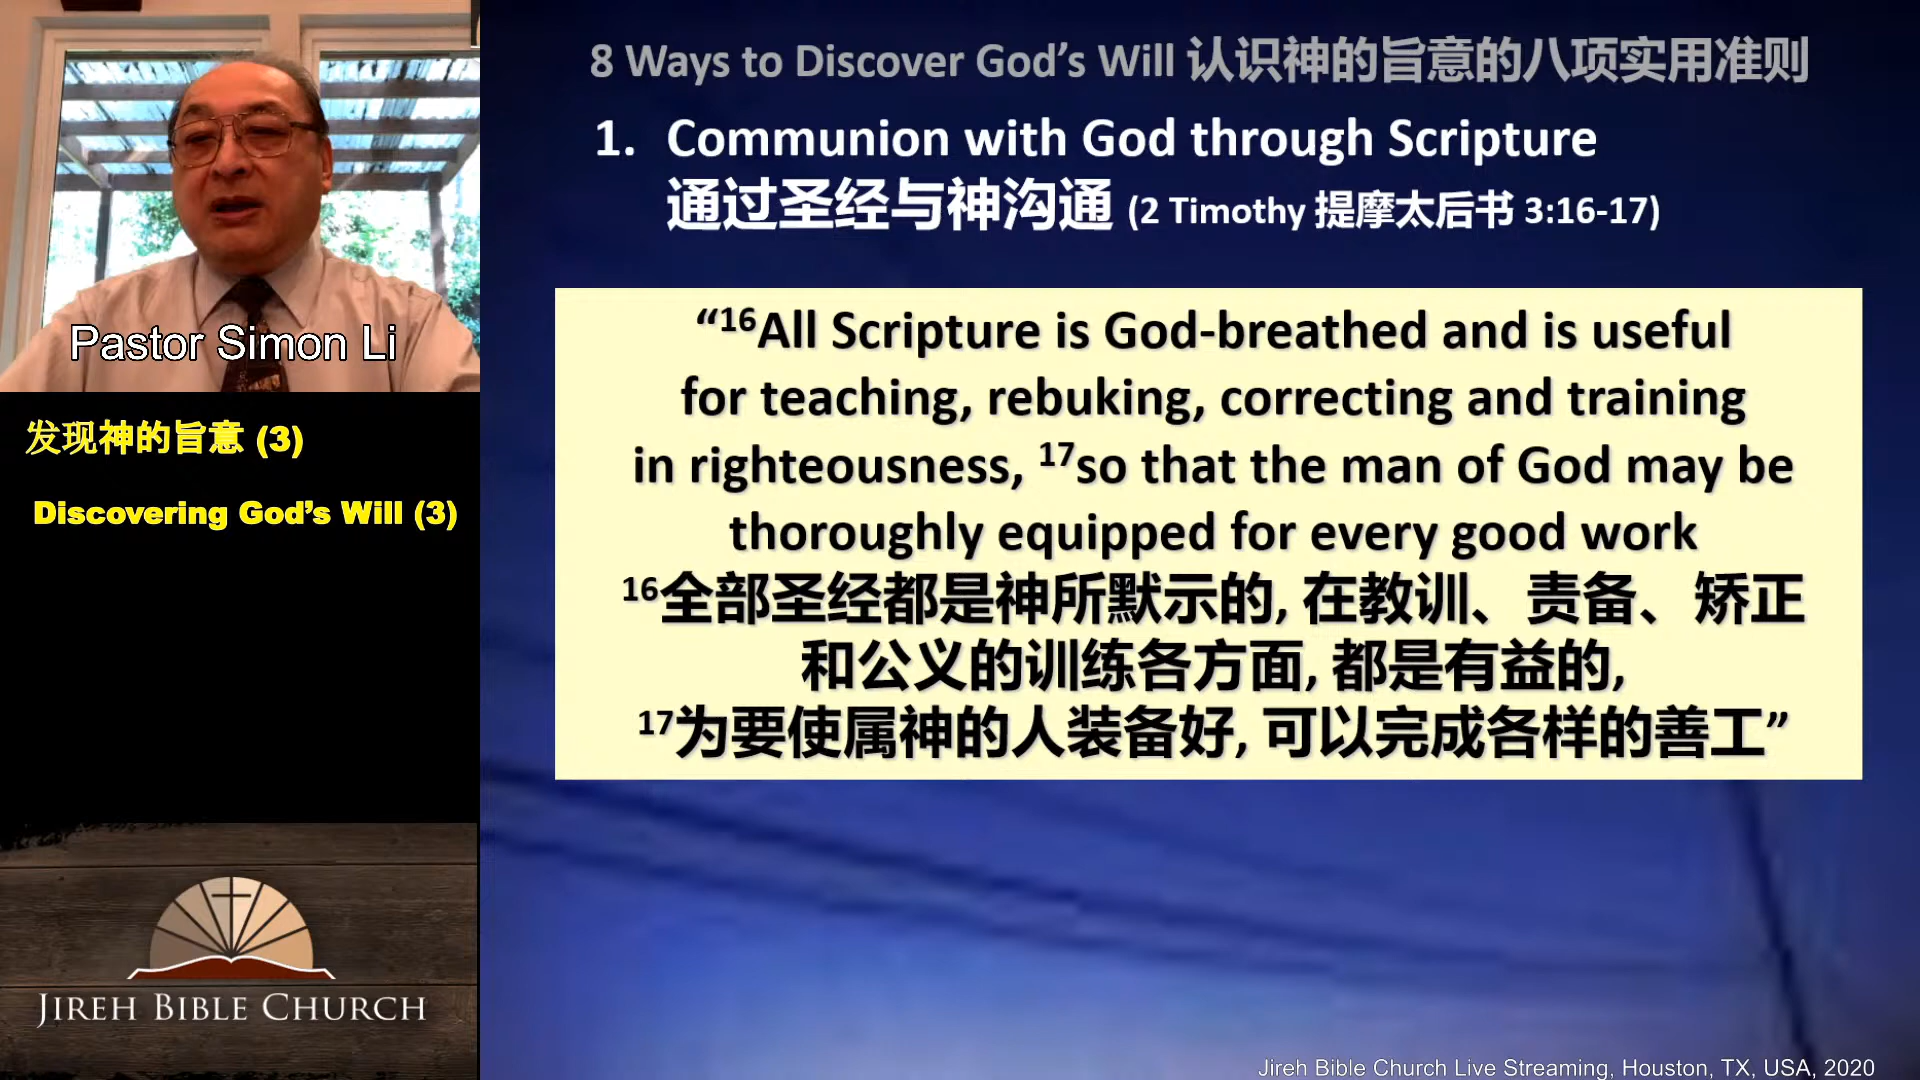 8 Ways to Discover God’s Will 认识神的旨意的八项实用准则
1. Communion with God through Scripture
通过圣经与神沟通 (2 Timothy 提摩太后书 3:16-17)
“16All Scripture is God-breathed and is useful
for teaching, rebuking, correcting and training
in righteousness, 17so that the man of God may be
thoroughly equipped for every good work
16全部圣经都是神所默示的, 在教训、责备、矫正
和公义的训练各方面, 都是有益的,
17为要使属神的人装备好, 可以完成各样的善工”
Pastor Simon Li
发现神的旨意 (3)
Discovering God’s Will (3)
JIREH BIBLE CHURCH
Jireh Bible Church Live Streaming, Houston, TX, USA, 2020